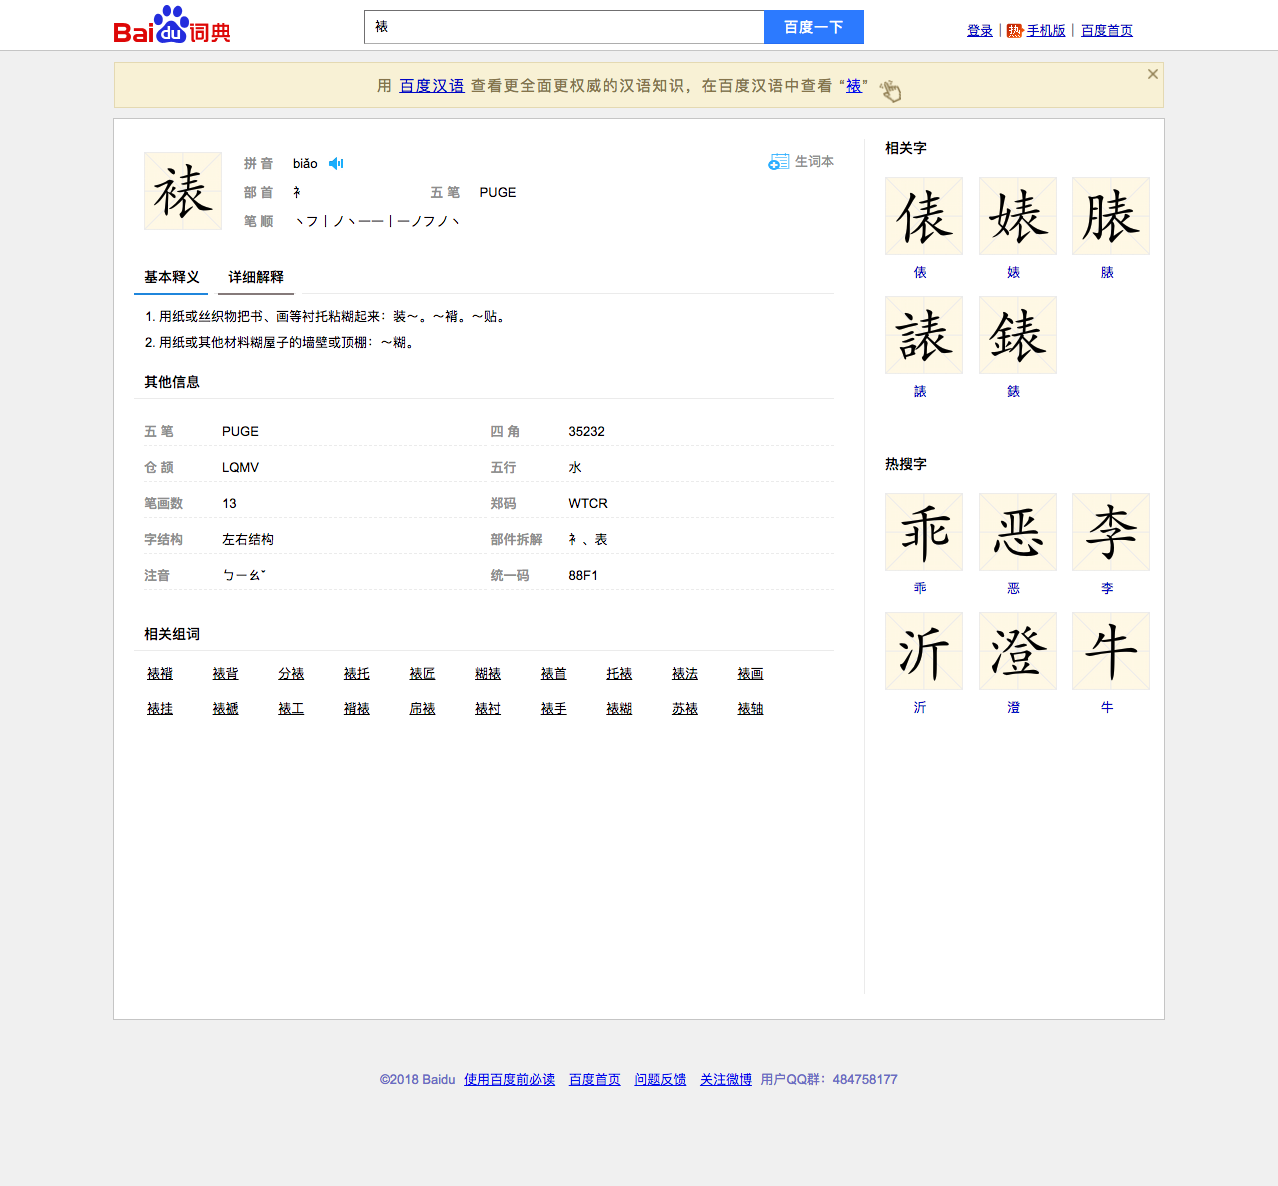 Bai du 词典
裱
百度一下
登录 | 热 手机版 | 百度首页
用 百度汉语 查看更全面更权威的汉语知识，在百度汉语中查看 “裱”
裱
拼 音 biǎo
生词本
部 首 衤 五 笔 PUGE
笔 顺 丶フ丨ノ丶一一丨一ノフノ丶
基本释义 详细解释
1. 用纸或丝织物把书、画等衬托粘糊起来：装～。～褙。～贴。
2. 用纸或其他材料糊屋子的墙壁或顶棚：～糊。
其他信息
五 笔 PUGE 四 角 35232
仓 颉 LQMV 五行 水
笔画数 13 郑码 WTCR
字结构 左右结构 部件拆解 衤、表
注音 ㄅㄧㄠˇ 统一码 88F1
相关组词
裱褙 裱背 分裱 裱托 裱匠 糊裱 裱首 托裱 裱法 裱画
裱挂 裱褫 裱工 褙裱 帍裱 裱衬 裱手 裱糊 苏裱 裱轴
相关字
俵 婊 脿
俵 婊 脿
諘 錶
諘 錶
热搜字
乖 恶 李
乖 恶 李
沂 澄 牛
沂 澄 牛
©2018 Baidu 使用百度前必读 百度首页 问题反馈 关注微博 用户QQ群：484758177